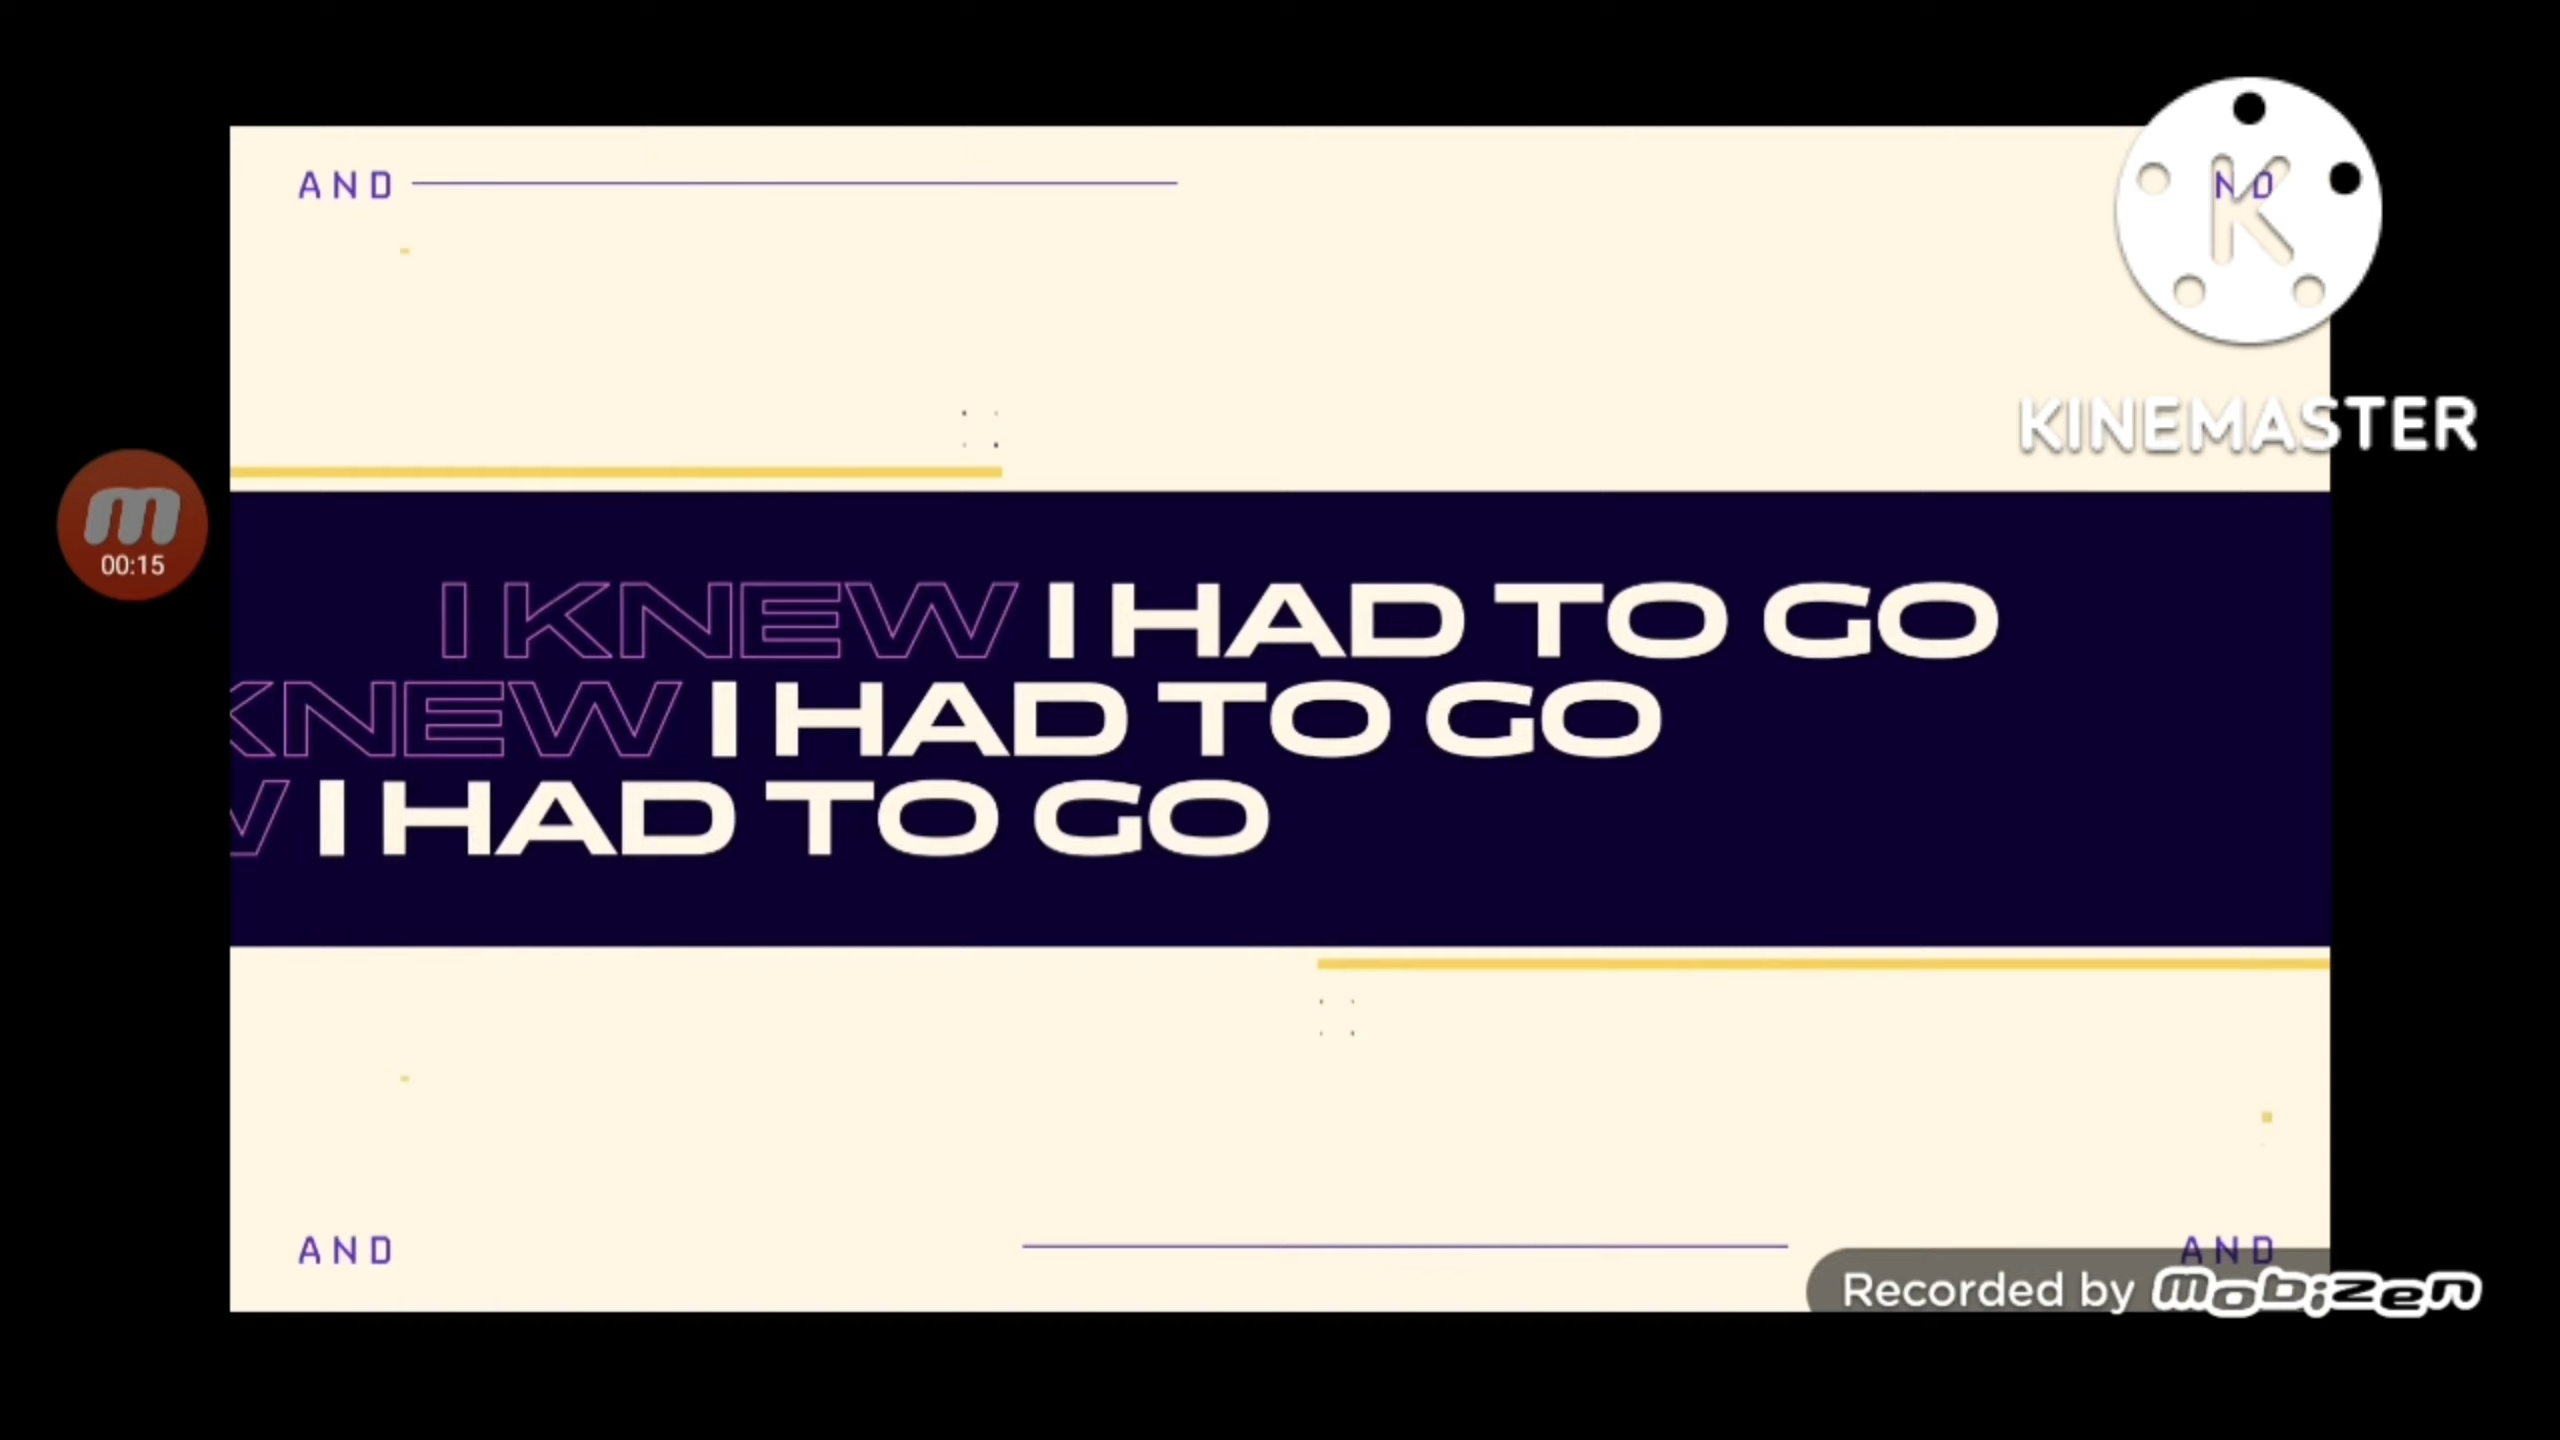 AND ND
KINEMASTER
00:15
I KNEW I HAD TO GO
KNEW I HAD TO GO
W I HAD TO GO
AND AND
Recorded by mobizen